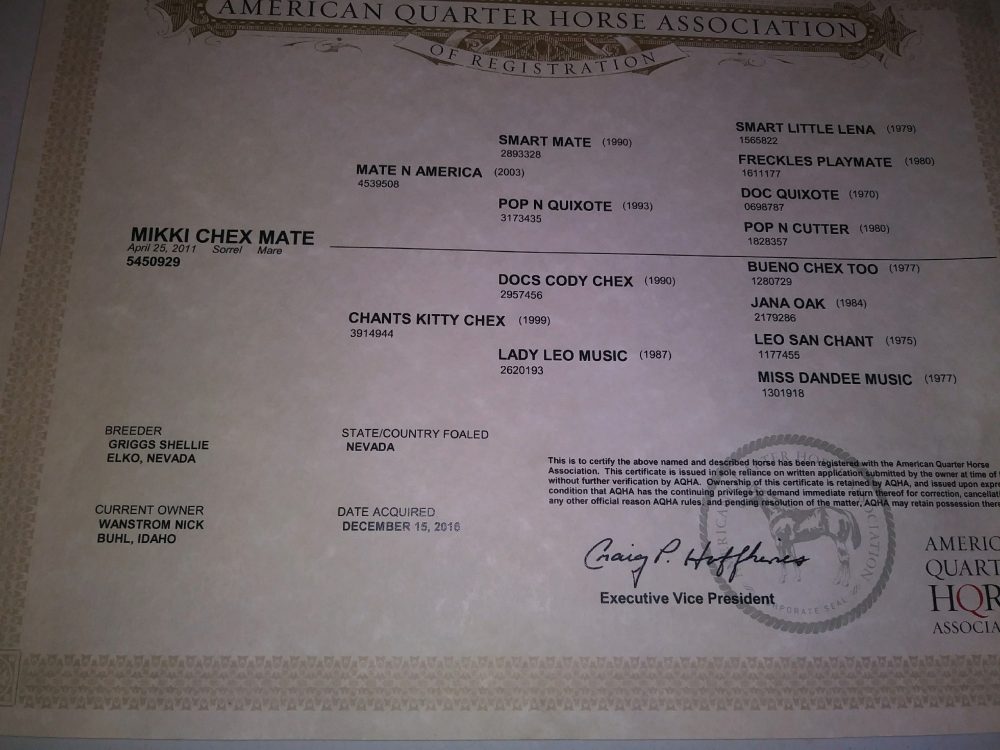 AMERICAN QUARTER HORSE ASSOCIATION
OF REGISTRATION
SMART LITTLE LENA (1979)
1565822
SMART MATE (1990)
2893328
FRECKLES PLAYMATE (1980)
1611177
MATE N AMERICA (2003)
4539508
DOC QUIXOTE (1970)
0698787
POP N QUIXOTE (1993)
3173435
POP N CUTTER (1980)
1828357
MIKKI CHEX MATE
April 25, 2011 Sorrel Mare
5450929
BUENO CHEX TOO (1977)
1280729
DOCS CODY CHEX (1990)
2957456
JANA OAK (1984)
2179286
CHANTS KITTY CHEX (1999)
3914944
LEO SAN CHANT (1975)
1177455
LADY LEO MUSIC (1987)
2620193
MISS DANDEE MUSIC (1977)
1301918
BREEDER
GRIGGS SHELLIE
ELKO, NEVADA
STATE/COUNTRY FOALED
NEVADA
CURRENT OWNER
WANSTROM NICK
BUHL, IDAHO
DATE ACQUIRED
DECEMBER 15, 2016
This is to certify the above named and described horse has been registered with the American Quarter Horse
Association. This certificate is issued in sole reliance on written application submitted by the owner at time of
without further verification by AQHA. Ownership of this certificate is retained by AQHA, and issued upon expre
condition that AQHA has the continuing privilege to demand immediate return thereof for correction, cancellati
any other official reason AQHA rules, and pending resolution of the matter, AQHA may retain possession there
Craig P. Huffhines
Executive Vice President
CORPORATE SEAL
AMERIC
QUART
HOR
ASSOCIA